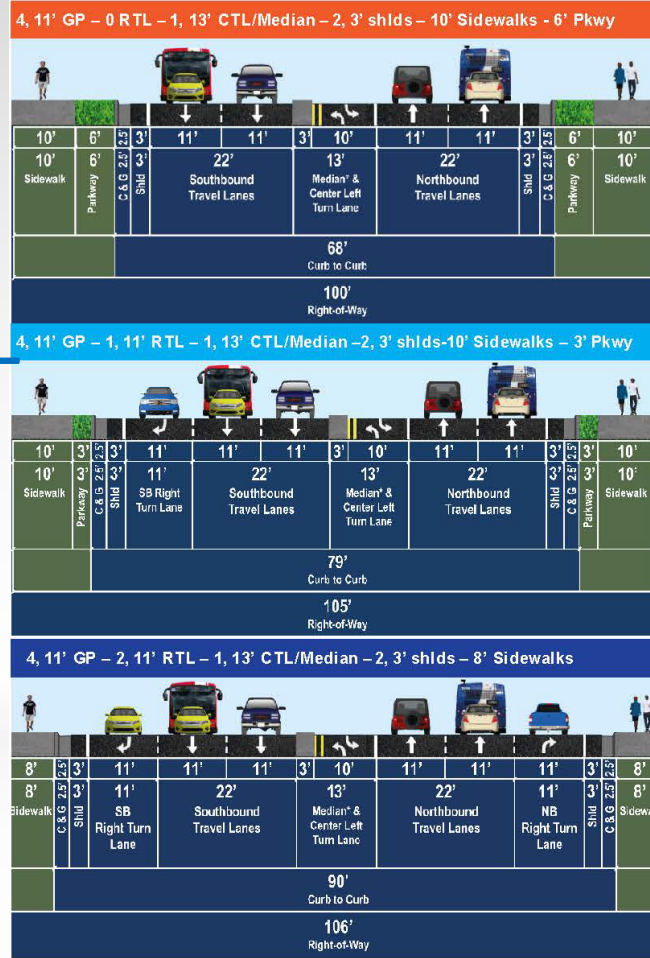 4, 11' GP – 0 RTL – 1, 13' CTL/Median – 2, 3' shlds – 10' Sidewalks - 6' Pkwy
10' 6' 2.5' 3' 11' 11' 3' 10' 11' 11' 3' 2.5' 6' 10'
10' 6' C & G 2.5' 3' 22' 13' 22' 3' C & G 2.5' 6' 10'
Sidewalk Parkway Shld Southbound Median* & Northbound Shld Parkway Sidewalk
Travel Lanes Center Left Travel Lanes
Turn Lane
68'
Curb to Curb
100'
Right-of-Way
4, 11' GP – 1, 11' RTL – 1, 13' CTL/Median –2, 3' shlds-10' Sidewalks – 3' Pkwy
10' 3' 2.5' 3' 11' 11' 11' 3' 10' 11' 11' 3' 2.5' 3' 10'
10' 3' C & G 2.5' 3' 11' 22' 13' 22' 3' C & G 2.5' 3' 10'
Sidewalk Parkway Shld SB Right Southbound Median* & Northbound Shld Parkway Sidewalk
Turn Lane Travel Lanes Center Left Travel Lanes
Turn Lane
79'
Curb to Curb
105'
Right-of-Way
4, 11' GP – 2, 11' RTL – 1, 13' CTL/Median – 2, 3' shlds – 8' Sidewalks
8' 2.5' 3' 11' 11' 11' 3' 10' 11' 11' 11' 3' 2.5' 8'
8' C & G 2.5' 3' 11' 22' 13' 22' 11' 3' C & G 2.5' 8'
Sidewalk Shld SB Southbound Median* & Northbound NB Shld Sidew
Right Turn Travel Lanes Center Left Travel Lanes Right Turn
Lane Turn Lane Lane
90'
Curb to Curb
106'
Right-of-Way